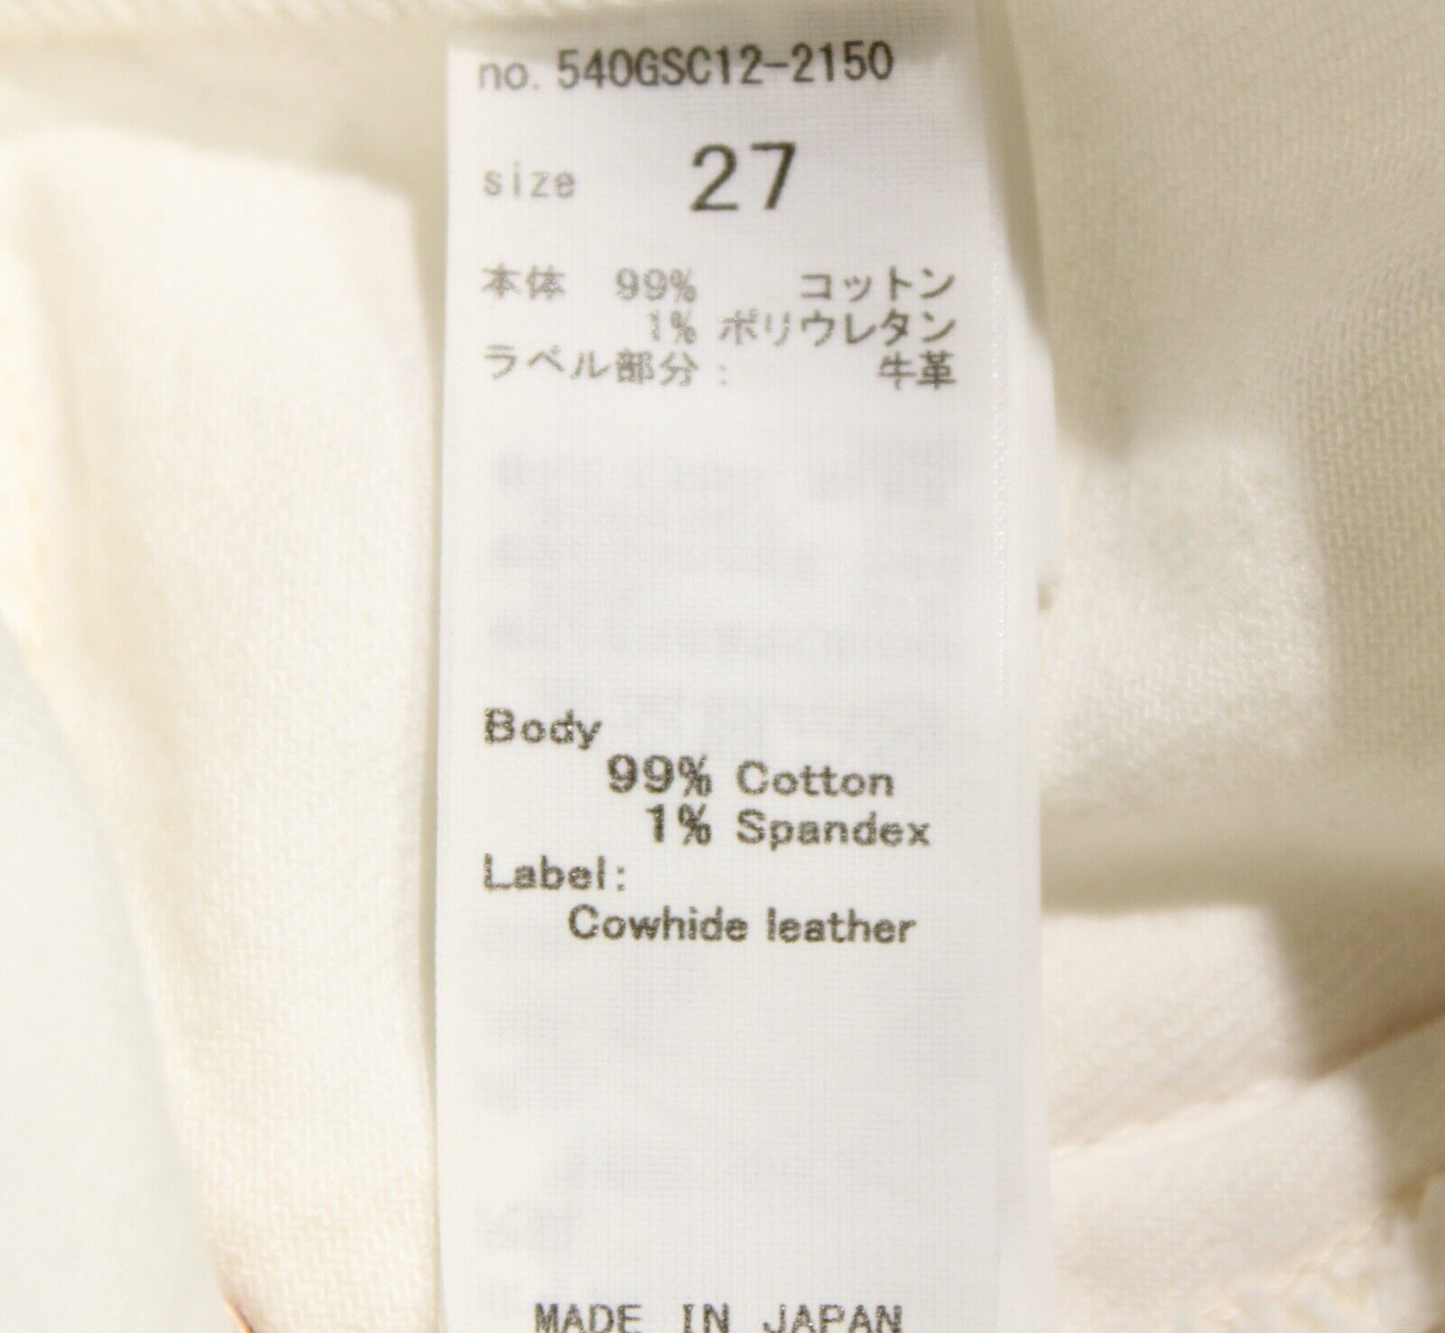 no. 540GSC12-2150
size 27
本体 99% コットン
1% ポリウレタン
ラベル部分: 牛革
Body
99% Cotton
1% Spandex
Label:
Cowhide leather
MADE IN JAPAN